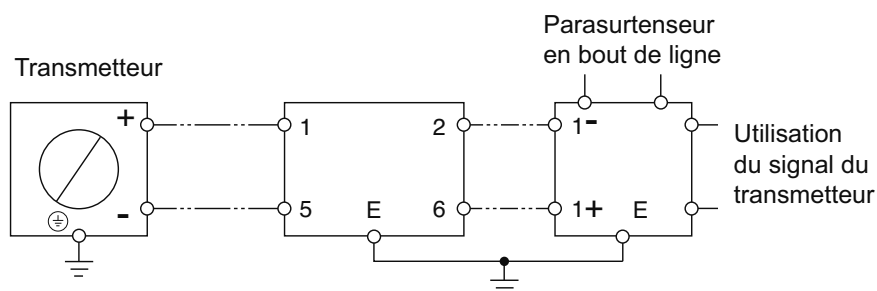 Parasurtenseur
en bout de ligne
Transmetteur
+ 1 2 1-
Utilisation
du signal du
transmetteur
- 5 E 6 1+ E